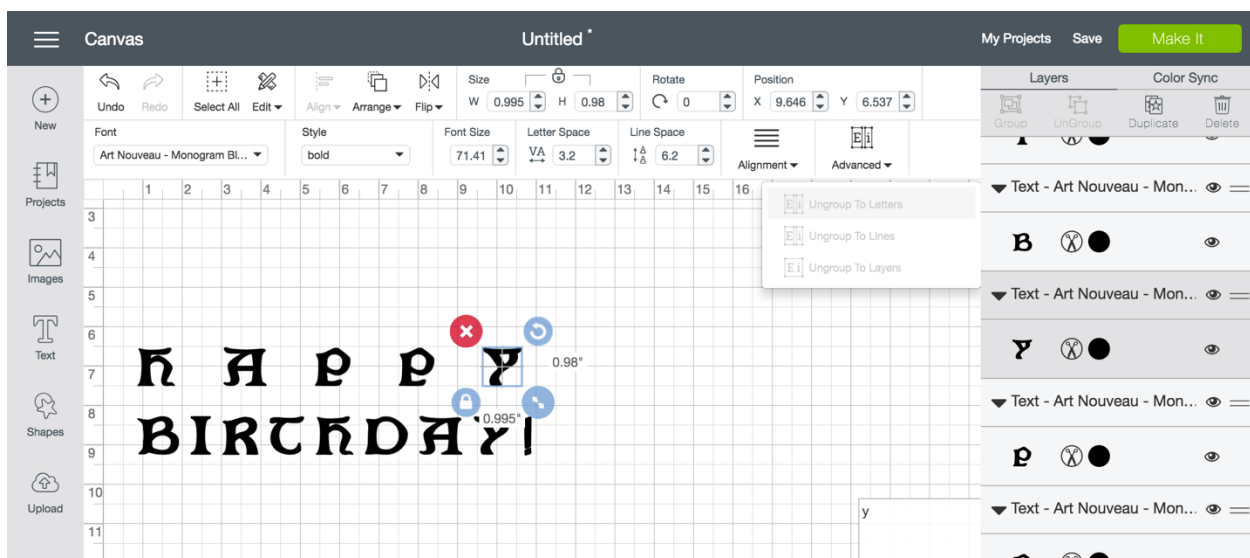 Canvas
Untitled *
My Projects Save Make It
New
Projects
Images
Text
Shapes
Upload
Undo Redo Select All Edit Align Arrange Flip
Size
W 0.995 H 0.98
Rotate
0
Position
X 9.646 Y 6.537
Font
Art Nouveau - Monogram Bl...
Style
bold
Font Size
71.41
Letter Space
VA 3.2
Line Space
6.2
Alignment
Advanced
Ungroup To Letters
Ungroup To Lines
Ungroup To Layers
1 2 3 4 5 6 7 8 9 10 11 12 13 14 15 16
3
4
5
6
7
8
9
10
11
HAPPY
0.98"
0.995"
BIRTHDAY!
y
Layers Color Sync
Group UnGroup Duplicate Delete
Text - Art Nouveau - Mon...
B
Text - Art Nouveau - Mon...
Y
Text - Art Nouveau - Mon...
P
Text - Art Nouveau - Mon...